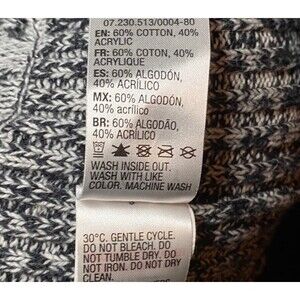 07.230.513/0004-80
EN: 60% COTTON, 40%
ACRYLIC
FR: 60% COTTON, 40%
ACRYLIQUE
ES: 60% ALGODÓN,
40% ACRÍLICO
MX: 60% ALGODÓN,
40% acrílico
BR: 60% ALGODÃO,
40% ACRÍLICO
WASH INSIDE OUT.
WASH WITH LIKE
COLOR. MACHINE WASH
30°C. GENTLE CYCLE.
DO NOT BLEACH. DO
NOT TUMBLE DRY. DO
NOT IRON. DO NOT DRY
CLEAN.